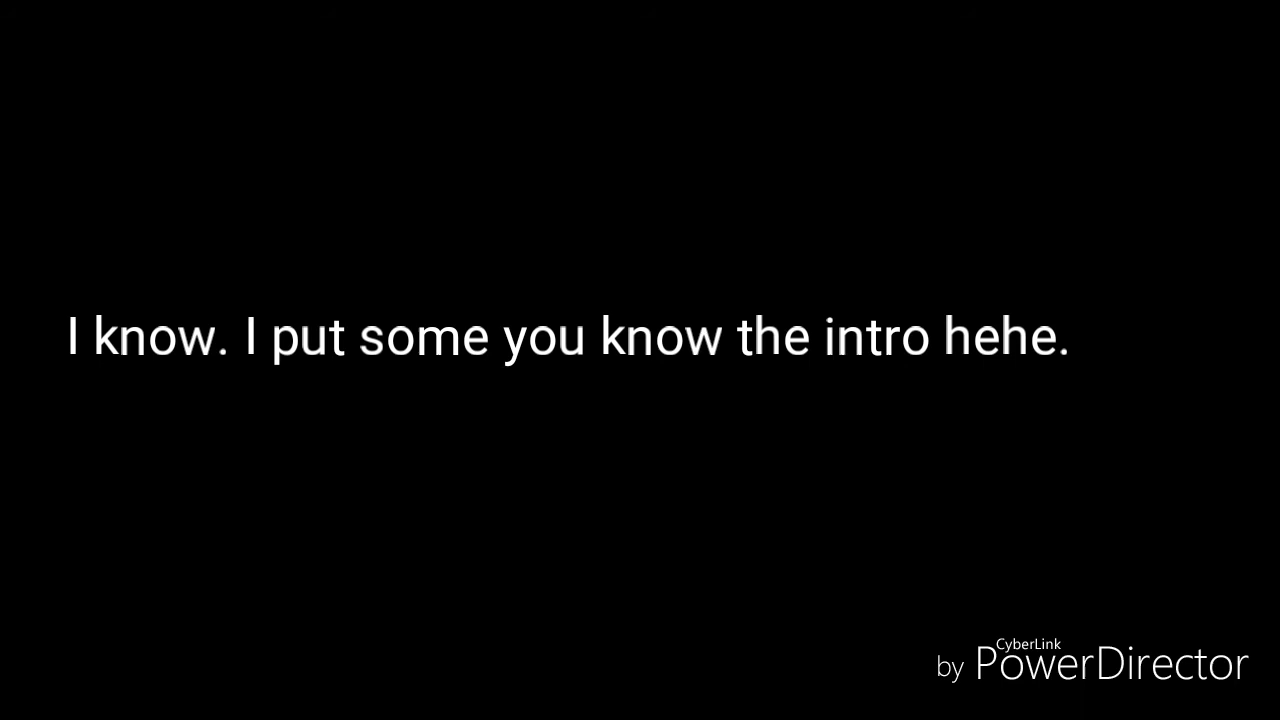 I know. I put some you know the intro hehe.
CyberLink
by PowerDirector